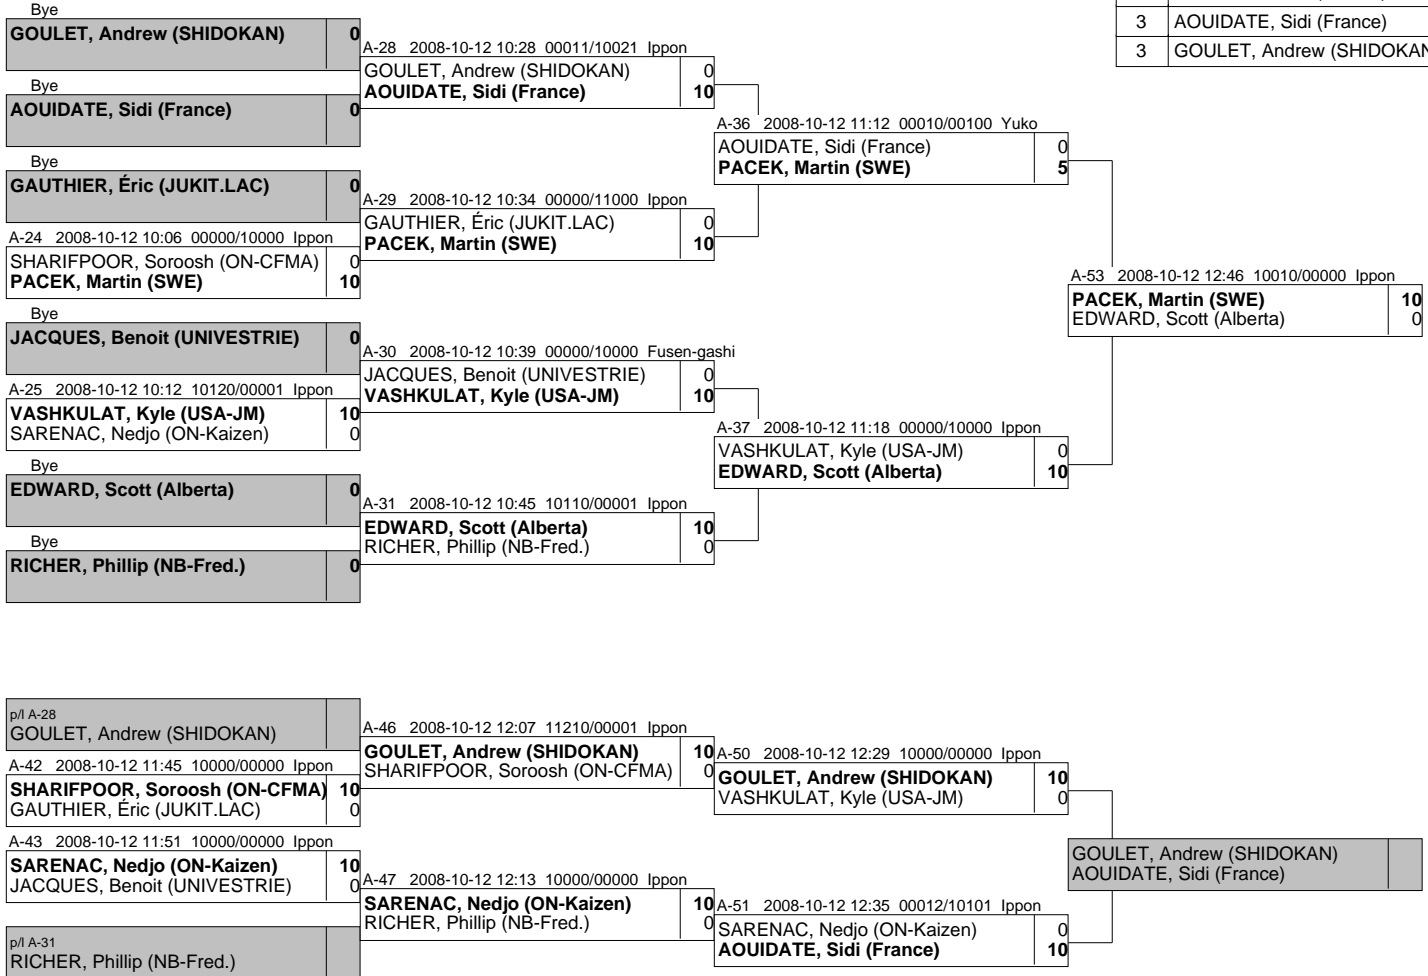 3 AOUIDATE, Sidi (France)
3 GOULET, Andrew (SHIDOKAN
Bye
GOULET, Andrew (SHIDOKAN) 0
Bye
AOUIDATE, Sidi (France) 0
Bye
GAUTHIER, Éric (JUKIT.LAC) 0
A-24 2008-10-12 10:06 00000/10000 Ippon
SHARIFPOOR, Soroosh (ON-CFMA) 0
PACEK, Martin (SWE) 10
Bye
JACQUES, Benoit (UNIVESTRIE) 0
A-25 2008-10-12 10:12 10120/00001 Ippon
VASHKULAT, Kyle (USA-JM) 10
SARENAC, Nedjo (ON-Kaizen) 0
Bye
EDWARD, Scott (Alberta) 0
Bye
RICHER, Phillip (NB-Fred.) 0
A-28 2008-10-12 10:28 00011/10021 Ippon
GOULET, Andrew (SHIDOKAN) 0
AOUIDATE, Sidi (France) 10
A-29 2008-10-12 10:34 00000/11000 Ippon
GAUTHIER, Éric (JUKIT.LAC) 0
PACEK, Martin (SWE) 10
A-30 2008-10-12 10:39 00000/10000 Fusen-gashi
JACQUES, Benoit (UNIVESTRIE) 0
VASHKULAT, Kyle (USA-JM) 10
A-31 2008-10-12 10:45 10110/00001 Ippon
EDWARD, Scott (Alberta) 10
RICHER, Phillip (NB-Fred.) 0
A-36 2008-10-12 11:12 00010/00100 Yuko
AOUIDATE, Sidi (France) 0
PACEK, Martin (SWE) 5
A-37 2008-10-12 11:18 00000/10000 Ippon
VASHKULAT, Kyle (USA-JM) 0
EDWARD, Scott (Alberta) 10
A-53 2008-10-12 12:46 10010/00000 Ippon
PACEK, Martin (SWE) 10
EDWARD, Scott (Alberta) 0
p/l A-28
GOULET, Andrew (SHIDOKAN)
A-42 2008-10-12 11:45 10000/00000 Ippon
SHARIFPOOR, Soroosh (ON-CFMA) 10
GAUTHIER, Éric (JUKIT.LAC) 0
A-43 2008-10-12 11:51 10000/00000 Ippon
SARENAC, Nedjo (ON-Kaizen) 10
JACQUES, Benoit (UNIVESTRIE) 0
p/l A-31
RICHER, Phillip (NB-Fred.)
A-46 2008-10-12 12:07 11210/00001 Ippon
GOULET, Andrew (SHIDOKAN) 10
SHARIFPOOR, Soroosh (ON-CFMA) 0
A-47 2008-10-12 12:13 10000/00000 Ippon
SARENAC, Nedjo (ON-Kaizen) 10
RICHER, Phillip (NB-Fred.) 0
A-50 2008-10-12 12:29 10000/00000 Ippon
GOULET, Andrew (SHIDOKAN) 10
VASHKULAT, Kyle (USA-JM) 0
A-51 2008-10-12 12:35 00012/10101 Ippon
SARENAC, Nedjo (ON-Kaizen) 0
AOUIDATE, Sidi (France) 10
GOULET, Andrew (SHIDOKAN)
AOUIDATE, Sidi (France)